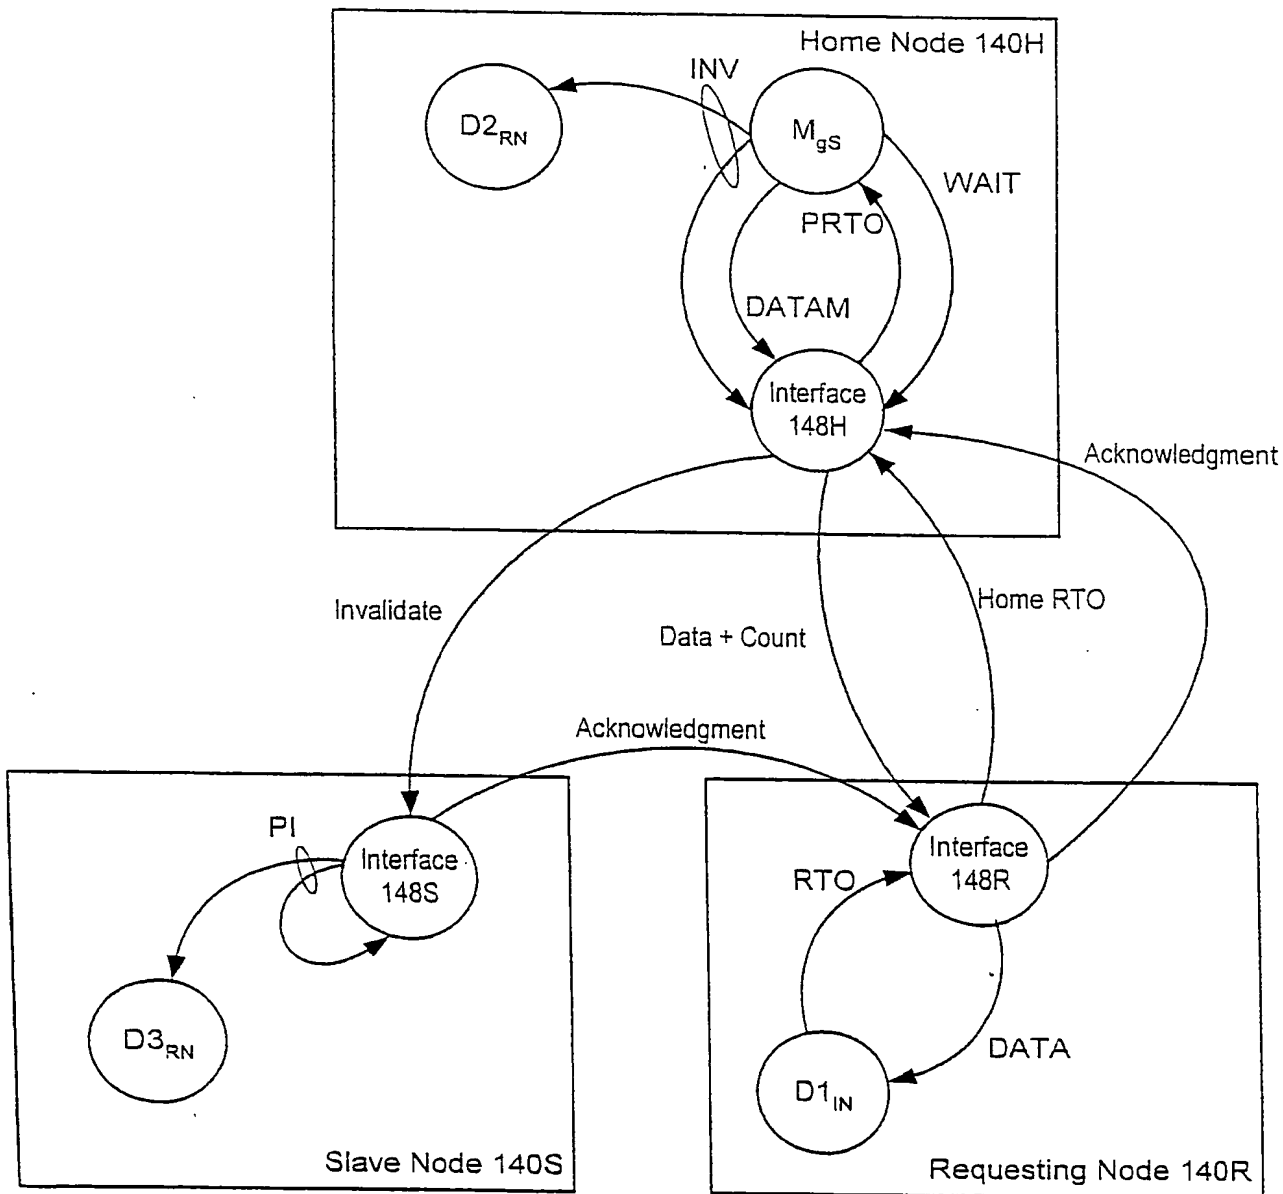 Home Node 140H
INV
D2RN
MgS
WAIT
PRTO
DATAM
Interface
148H
Acknowledgment
Invalidate
Home RTO
Data + Count
Acknowledgment
PI
Interface
148S
Interface
148R
RTO
D3RN
DATA
D1IN
Slave Node 140S
Requesting Node 140R